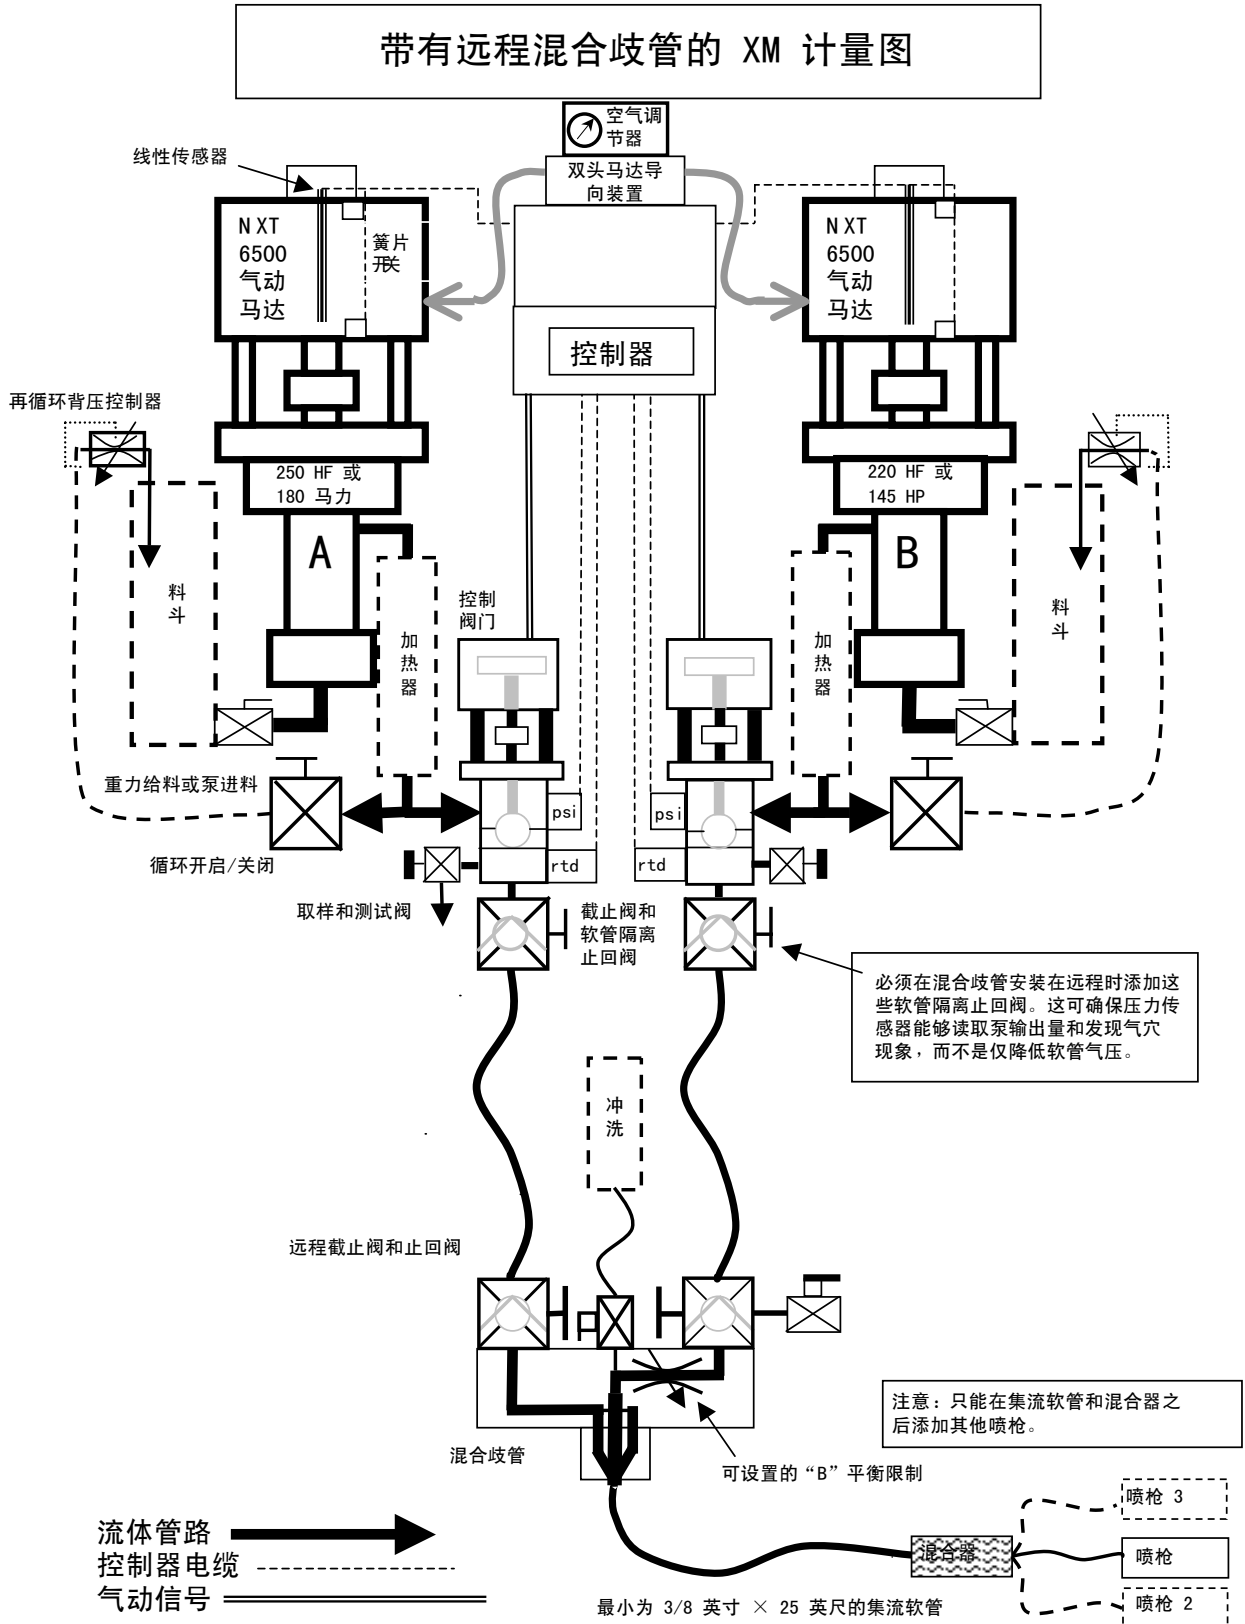 带有远程混合歧管的 XM 计量图
空气调
节器
线性传感器
双头马达导
向装置
NXT
6500
气动
马达
簧片
开关
NXT
6500
气动
马达
控制器
再循环背压控制器
250 HF 或
180 马力
220 HF 或
145 HP
A
B
料
斗
控制
阀门
料
斗
加
热
器
加
热
器
重力给料或泵进料
psi
psi
循环开启/关闭
rtd
rtd
取样和测试阀
截止阀和
软管隔离
止回阀
必须在混合歧管安装在远程时添加这
些软管隔离止回阀。这可确保压力传
感器能够读取泵输出量和发现气穴
现象，而不是仅降低软管气压。
冲
洗
远程截止阀和止回阀
注意：只能在集流软管和混合器之
后添加其他喷枪。
混合歧管
可设置的“B”平衡限制
喷枪 3
流体管路
控制器电缆
气动信号
混合器
喷枪
喷枪 2
最小为 3/8 英寸 × 25 英尺的集流软管